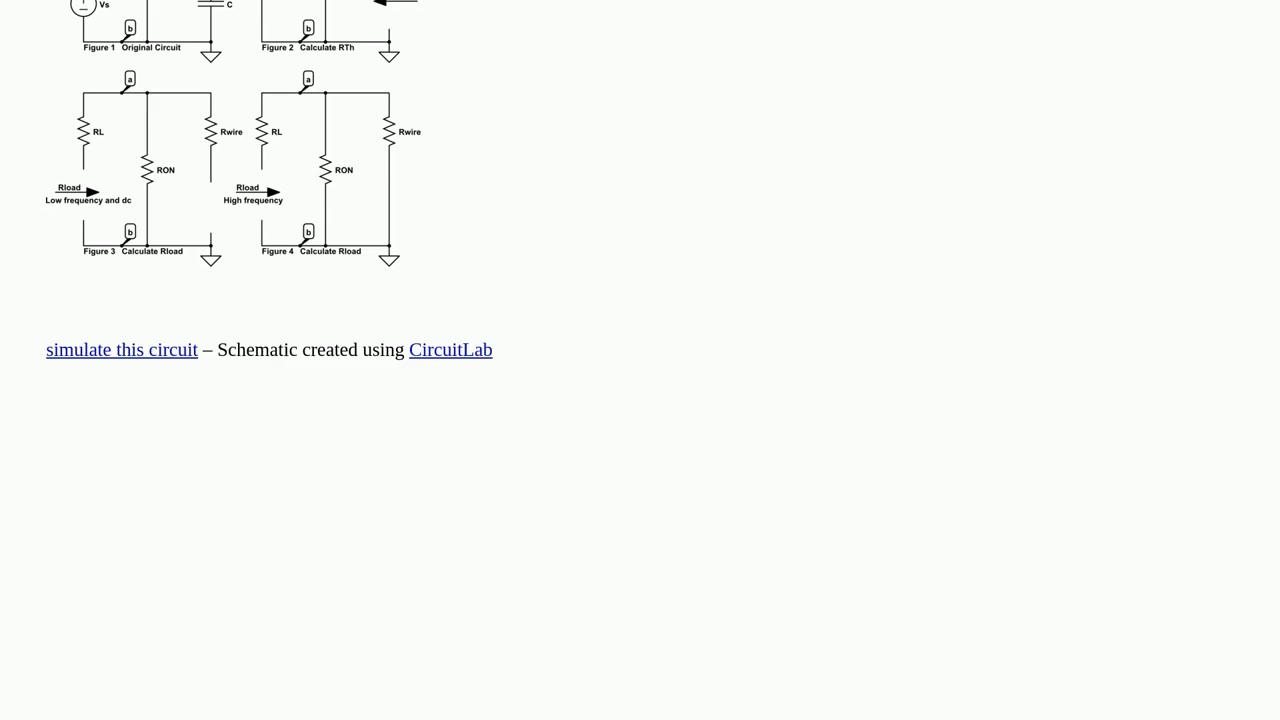 Vs
C
b
b
Figure 1 Original Circuit
Figure 2 Calculate RTh
a
a
RL
Rwire
RL
Rwire
RON
RON
Rload
Rload
Low frequency and dc
High frequency
b
b
Figure 3 Calculate Rload
Figure 4 Calculate Rload
simulate this circuit – Schematic created using CircuitLab